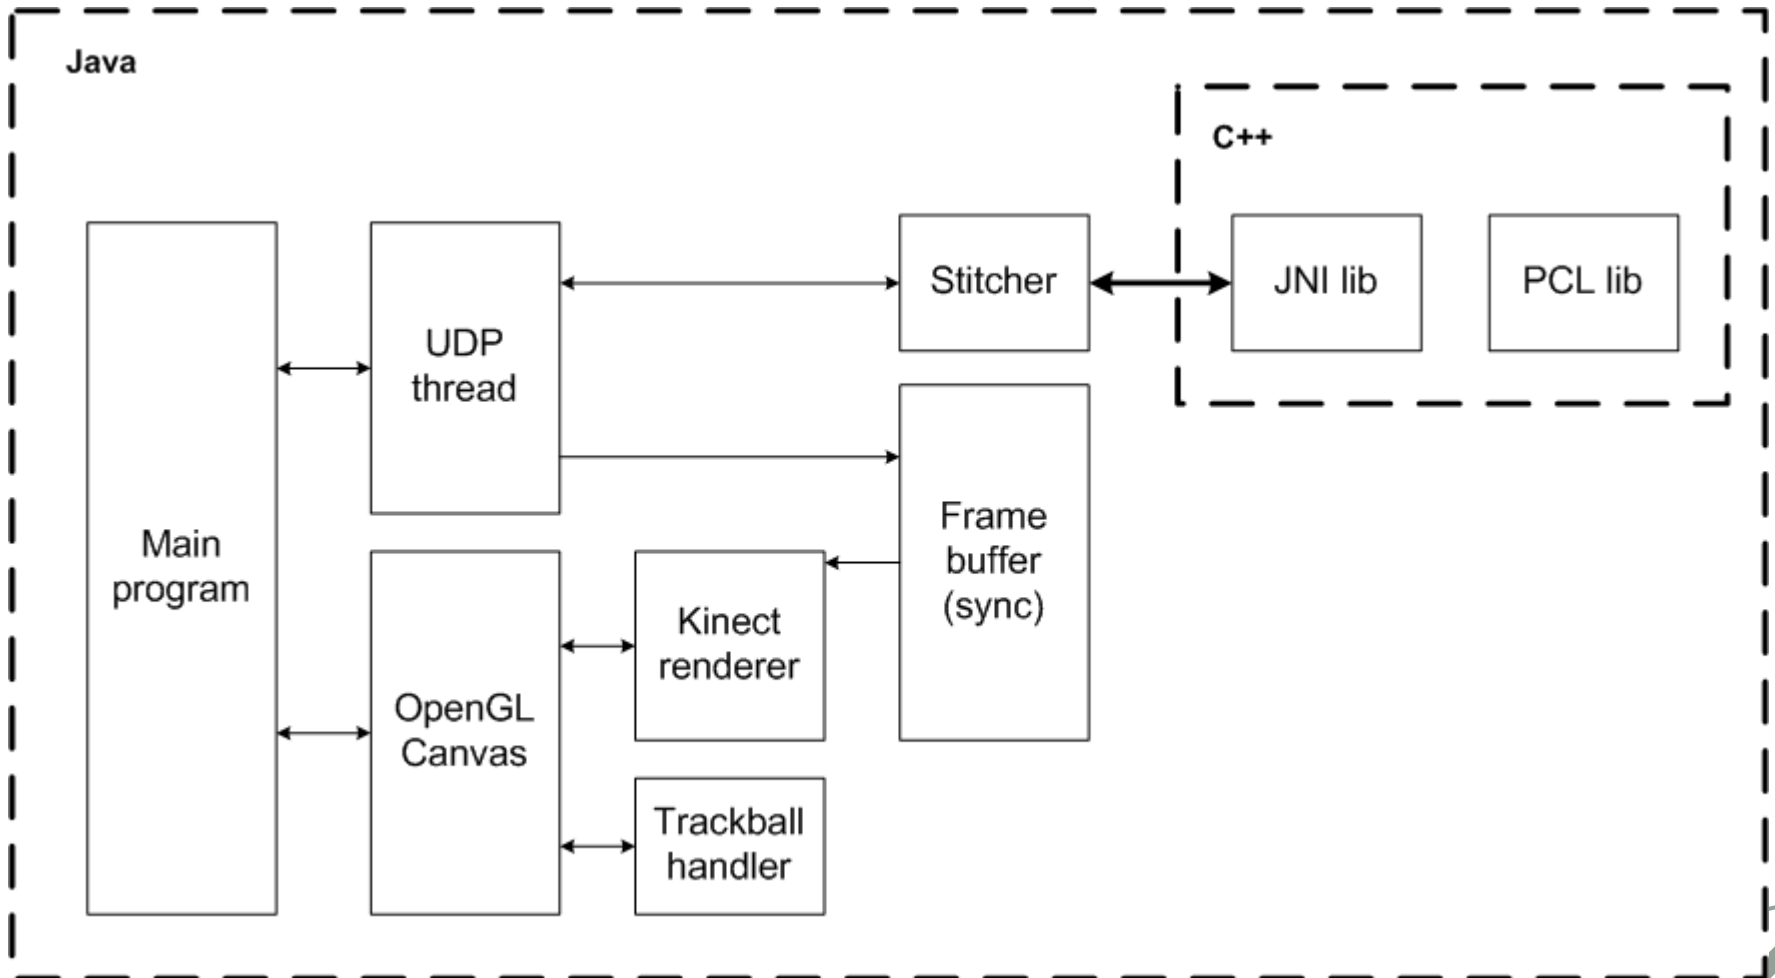 Java
C++
Stitcher
JNI lib
PCL lib
UDP
thread
Main
program
Frame
buffer
(sync)
Kinect
renderer
OpenGL
Canvas
Trackball
handler